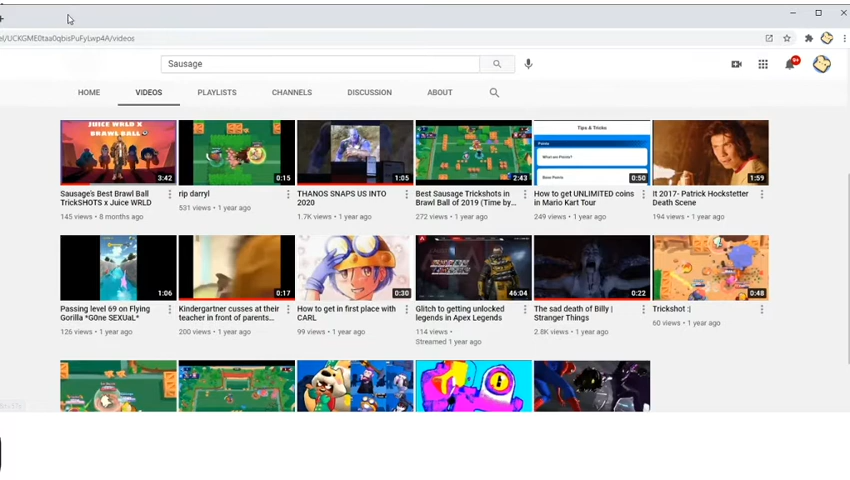 el/UCKGME0taa0qbisPuFyLwp4A/videos
Sausage
9+
HOME VIDEOS PLAYLISTS CHANNELS DISCUSSION ABOUT
JUICE WRLD X
BRAWL BALL
3:42
Sausage's Best Brawl Ball
TrickSHOTS x Juice WRLD
145 views • 8 months ago
0:15
rip darryl
531 views • 1 year ago
1:05
THANOS SNAPS US INTO
2020
1.7K views • 1 year ago
2:43
Best Sausage Trickshots in
Brawl Ball of 2019 (Time by...
272 views • 1 year ago
Tips & Tricks
Points
What are Points?
Base Points
0:50
How to get UNLIMITED coins
in Mario Kart Tour
249 views • 1 year ago
1:59
It 2017- Patrick Hockstetter
Death Scene
194 views • 1 year ago
1:06
Passing level 69 on Flying
Gorilla *G0ne SEXUaL*
126 views • 1 year ago
0:17
Kindergartner cusses at their
teacher in front of parents...
200 views • 1 year ago
0:30
How to get in first place with
CARL
99 views • 1 year ago
46:04
Glitch to getting unlocked
legends in Apex Legends
114 views •
Streamed 1 year ago
0:22
The sad death of Billy |
Stranger Things
2.8K views • 1 year ago
0:48
Trickshot :|
60 views • 1 year ago